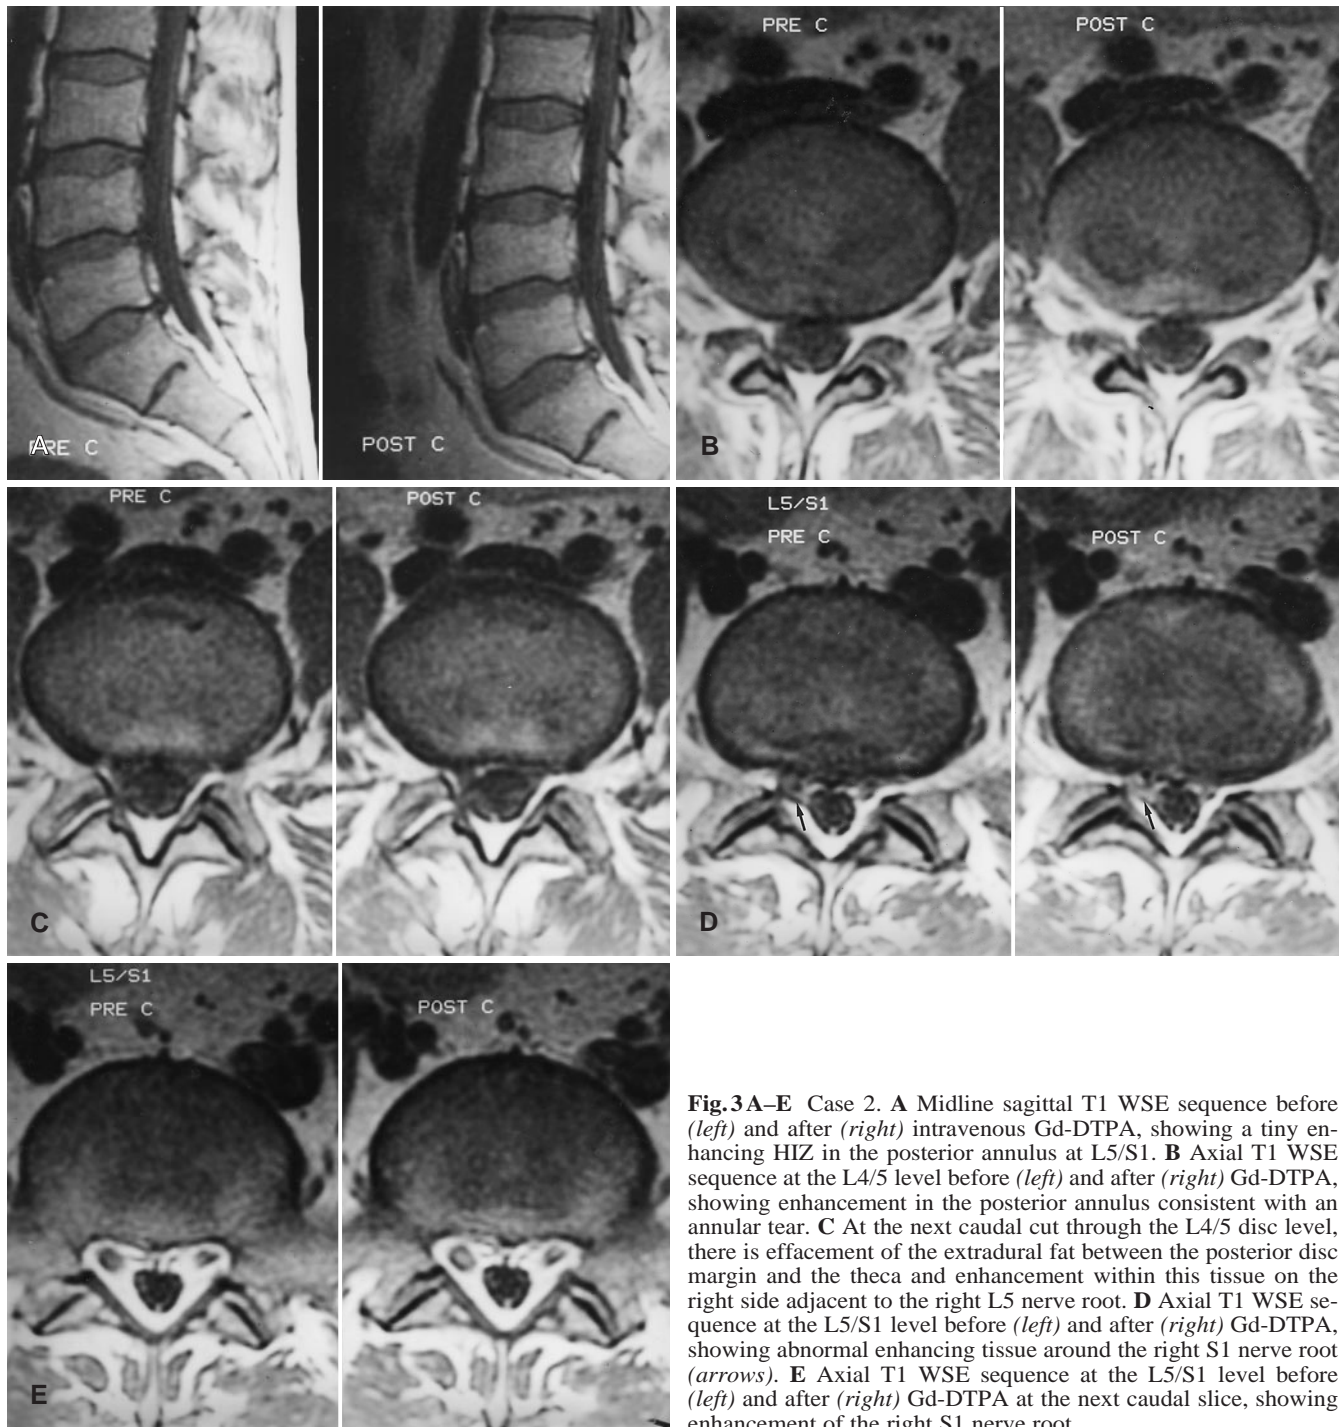 PRE C
POST C
A
PRE C
POST C
B
PRE C
POST C
C
L5/S1
PRE C
POST C
D
L5/S1
PRE C
POST C
E
Fig. 3 A–E Case 2. A Midline sagittal T1 WSE sequence before
(left) and after (right) intravenous Gd-DTPA, showing a tiny en-
hancing HIZ in the posterior annulus at L5/S1. B Axial T1 WSE
sequence at the L4/5 level before (left) and after (right) Gd-DTPA,
showing enhancement in the posterior annulus consistent with an
annular tear. C At the next caudal cut through the L4/5 disc level,
there is effacement of the extradural fat between the posterior disc
margin and the theca and enhancement within this tissue on the
right side adjacent to the right L5 nerve root. D Axial T1 WSE se-
quence at the L5/S1 level before (left) and after (right) Gd-DTPA,
showing abnormal enhancing tissue around the right S1 nerve root
(arrows). E Axial T1 WSE sequence at the L5/S1 level before
(left) and after (right) Gd-DTPA at the next caudal slice, showing
enhancement of the right S1 nerve root